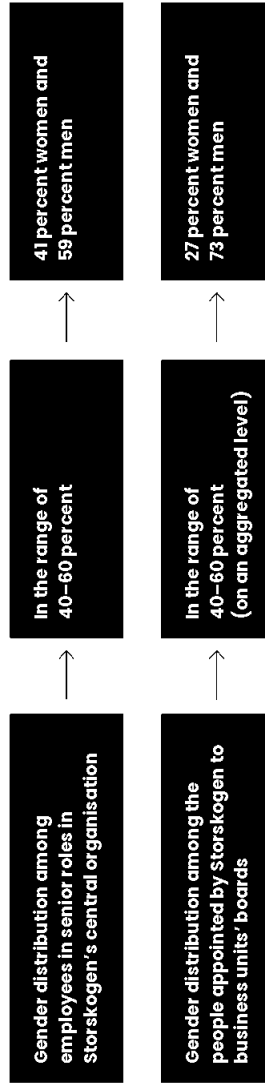 Gender distribution among
employees in senior roles in
Storskogen's central organisation
In the range of
40–60 percent
41 percent women and
59 percent men
Gender distribution among the
people appointed by Storskogen to
business units' boards
In the range of
40–60 percent
(on an aggregated level)
27 percent women and
73 percent men